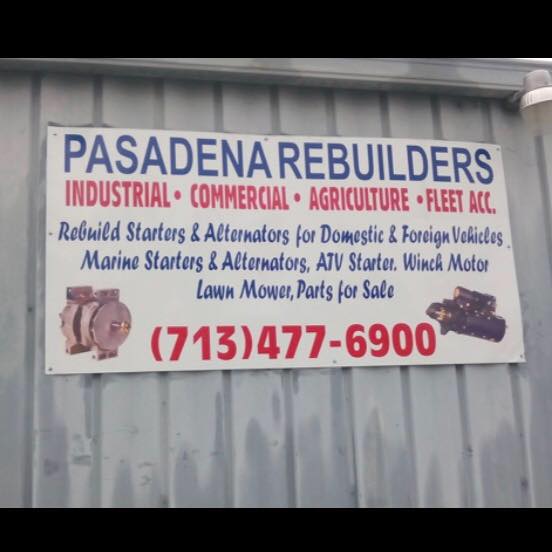 PASADENA REBUILDERS
INDUSTRIAL • COMMERCIAL • AGRICULTURE • FLEET ACC.
Rebuild Starters & Alternators for Domestic & Foreign Vehicles
Marine Starters & Alternators, ATV Starter. Winch Motor
Lawn Mower, Parts for Sale
(713)477-6900